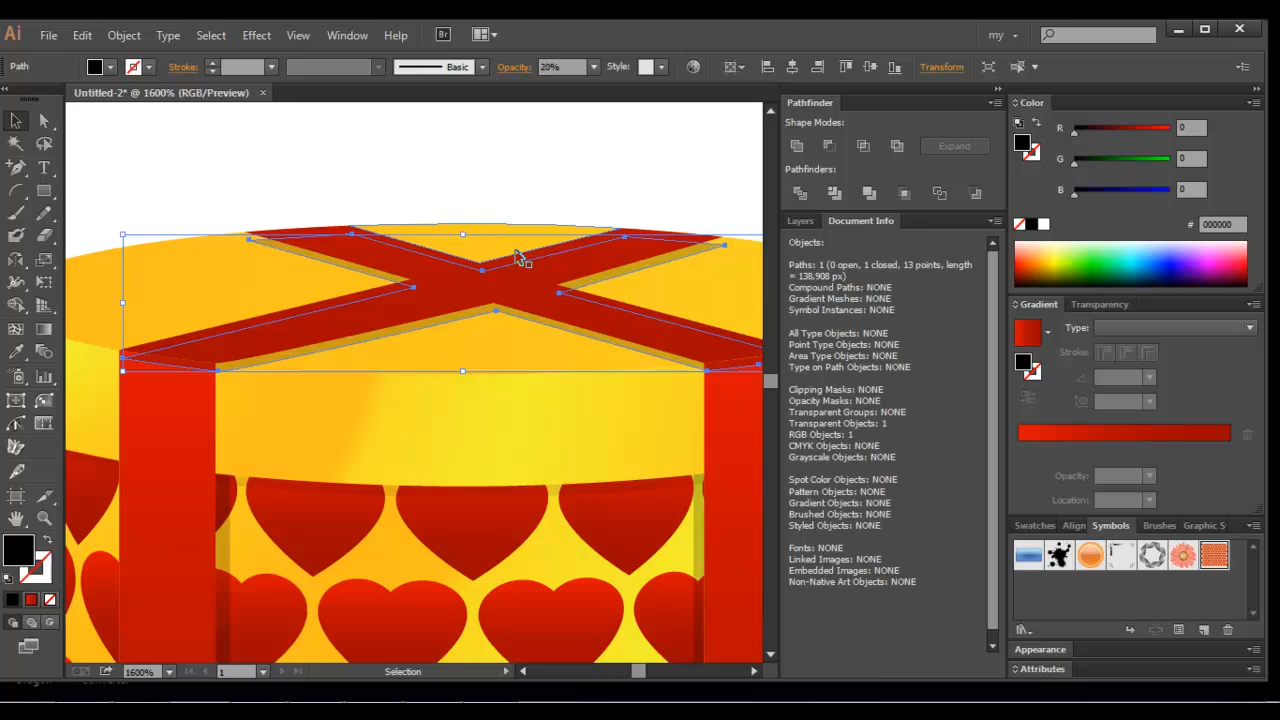 Ai File Edit Object Type Select Effect View Window Help Br my
Path Stroke: Basic Opacity: 20% Style: Transform
Untitled-2* @ 1600% (RGB/Preview) ×
Pathfinder
Shape Modes:
Expand
Pathfinders:
Layers Document Info
Objects:
Paths: 1 (0 open, 1 closed, 13 points, length
= 138,908 px)
Compound Paths: NONE
Gradient Meshes: NONE
Symbol Instances: NONE
All Type Objects: NONE
Point Type Objects: NONE
Area Type Objects: NONE
Type on Path Objects: NONE
Clipping Masks: NONE
Opacity Masks: NONE
Transparent Groups: NONE
Transparent Objects: 1
RGB Objects: 1
CMYK Objects: NONE
Grayscale Objects: NONE
Spot Color Objects: NONE
Pattern Objects: NONE
Gradient Objects: NONE
Brushed Objects: NONE
Styled Objects: NONE
Fonts: NONE
Linked Images: NONE
Embedded Images: NONE
Non-Native Art Objects: NONE
Color
R 0
G 0
B 0
# 000000
Gradient Transparency
Type:
Stroke:
Opacity:
Location:
Swatches Align Symbols Brushes Graphic S
Appearance
Attributes
1600% 1 Selection